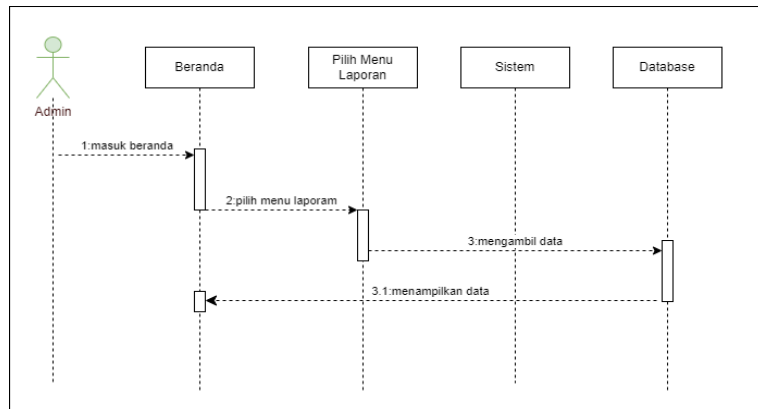 Beranda
Pilih Menu
Laporan
Sistem
Database
Admin
1:masuk beranda
2:pilih menu laporam
3:mengambil data
3.1:menampilkan data